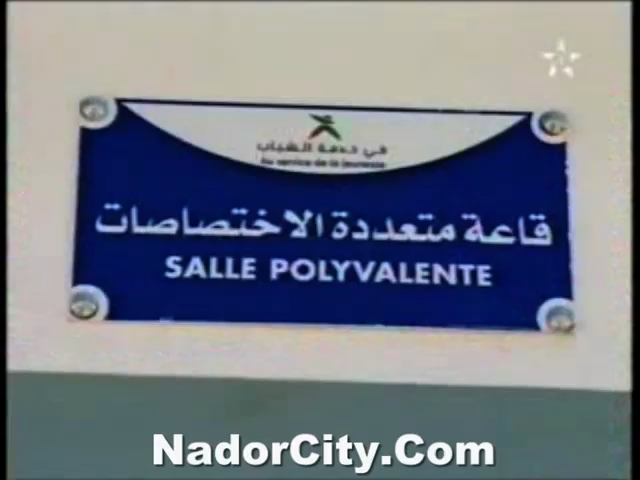 في خدمة الشباب
Au service de la jeunesse
قاعة متعددة الاختصاصات
SALLE POLYVALENTE
NadorCity.Com